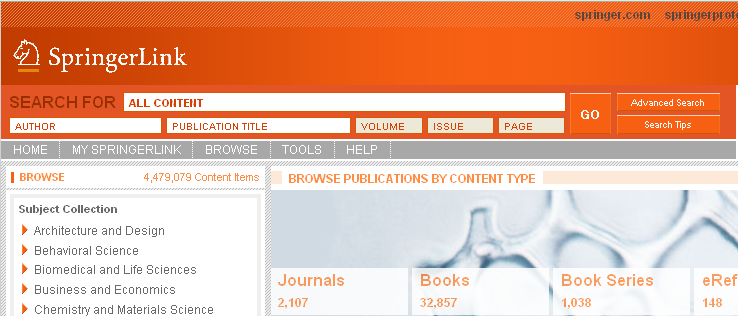 springer.com springerproto
SpringerLink
SEARCH FOR ALL CONTENT
GO
Advanced Search
AUTHOR PUBLICATION TITLE VOLUME ISSUE PAGE
Search Tips
HOME MY SPRINGERLINK BROWSE TOOLS HELP
BROWSE 4,479,079 Content Items
BROWSE PUBLICATIONS BY CONTENT TYPE
Subject Collection
Architecture and Design
Behavioral Science
Biomedical and Life Sciences
Business and Economics
Chemistry and Materials Science
Journals Books Book Series eRef
2,107 32,857 1,038 148